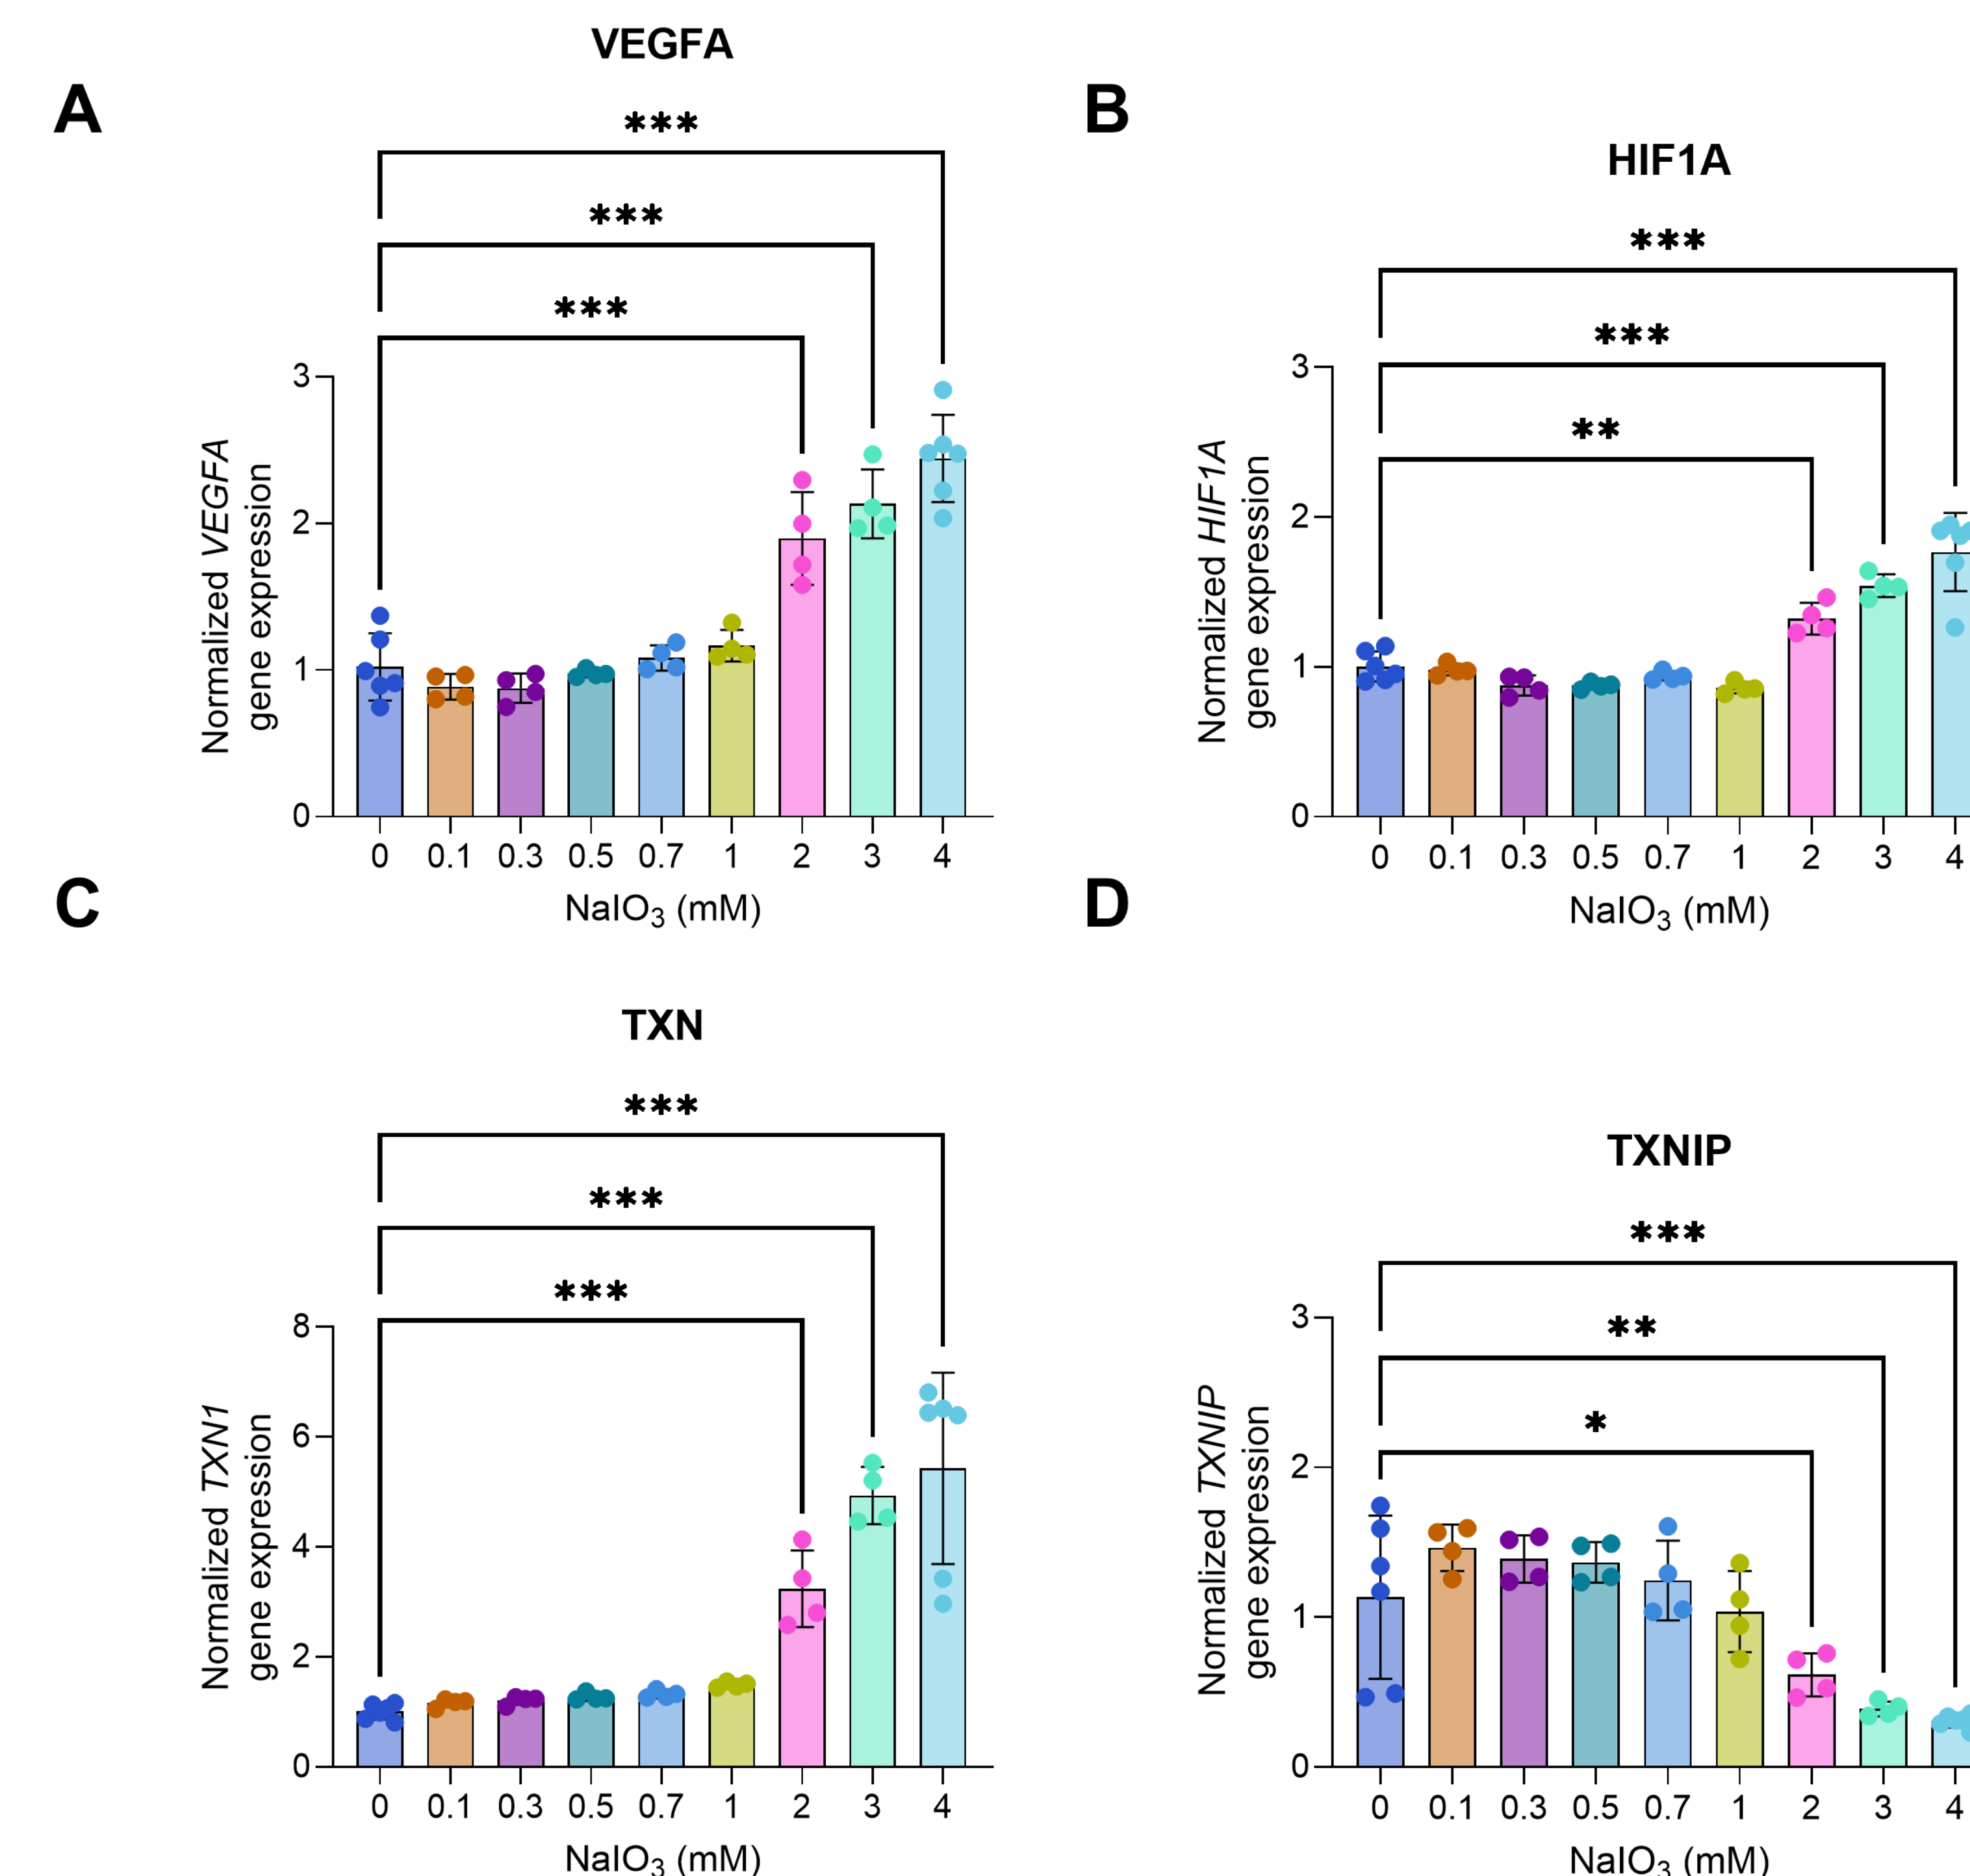 VEGFA
A
***
***
***
3
2
1
0
Normalized VEGFA
gene expression
0 0.1 0.3 0.5 0.7 1 2 3 4
NaIO3 (mM)
B
HIF1A
***
***
**
3
2
1
0
Normalized HIF1A
gene expression
0 0.1 0.3 0.5 0.7 1 2 3 4
NaIO3 (mM)
C
TXN
***
***
***
8
6
4
2
0
Normalized TXN1
gene expression
0 0.1 0.3 0.5 0.7 1 2 3 4
NaIO3 (mM)
D
TXNIP
***
**
*
3
2
1
0
Normalized TXNIP
gene expression
0 0.1 0.3 0.5 0.7 1 2 3 4
NaIO3 (mM)